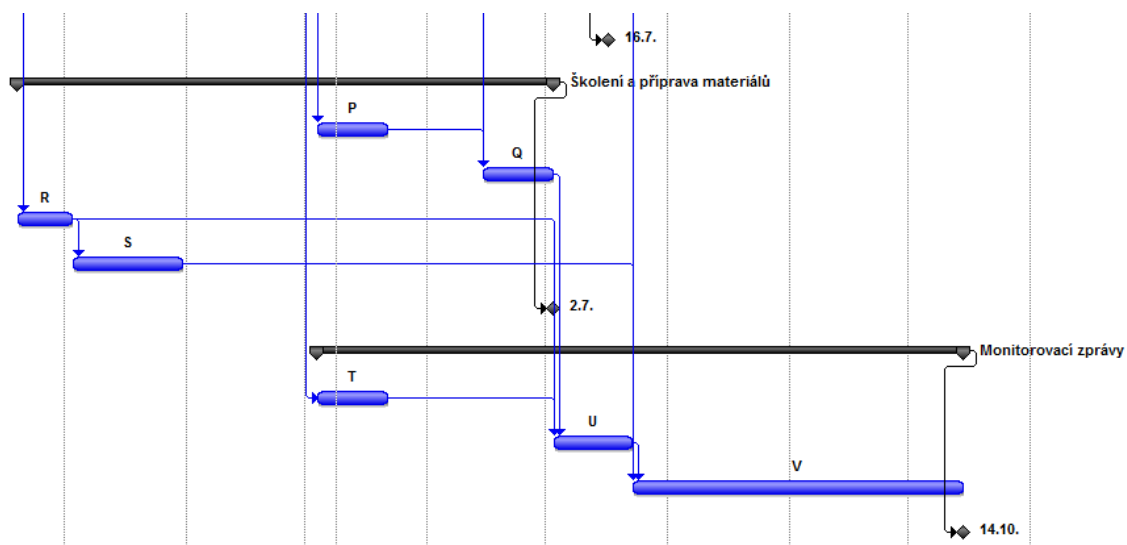 16.7.
Školení a příprava materiálů
P
Q
R
S
2.7.
Monitorovací zprávy
T
U
V
14.10.